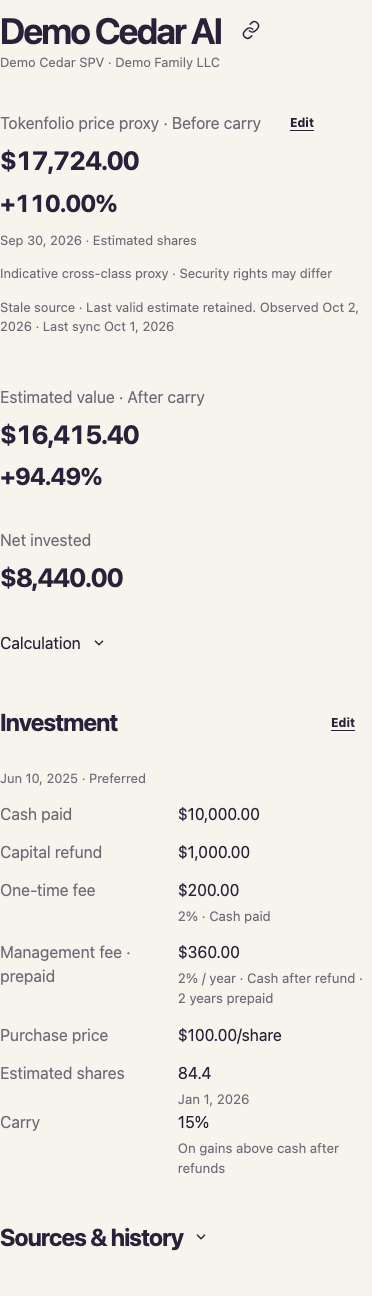 Demo Cedar AI
Demo Cedar SPV · Demo Family LLC
Tokenfolio price proxy · Before carry
Edit
$17,724.00
+110.00%
Sep 30, 2026 · Estimated shares
Indicative cross-class proxy · Security rights may differ
Stale source · Last valid estimate retained. Observed Oct 2,
2026 · Last sync Oct 1, 2026
Estimated value · After carry
$16,415.40
+94.49%
Net invested
$8,440.00
Calculation
Investment
Edit
Jun 10, 2025 · Preferred
Cash paid
$10,000.00
Capital refund
$1,000.00
One-time fee
$200.00
2% · Cash paid
Management fee ·
prepaid
$360.00
2% / year · Cash after refund ·
2 years prepaid
Purchase price
$100.00/share
Estimated shares
84.4
Jan 1, 2026
Carry
15%
On gains above cash after
refunds
Sources & history